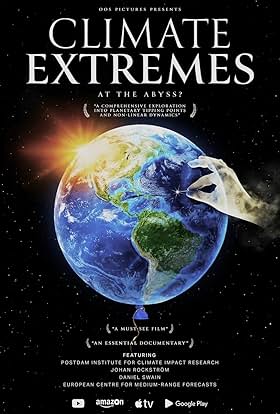 OOS PICTURES PRESENTS
CLIMATE
EXTREMES
AT THE ABYSS?
"A COMPREHENSIVE EXPLORATION
INTO PLANETARY TIPPING POINTS
AND NON-LINEAR DYNAMICS"
"A MUST-SEE FILM"
"AN ESSENTIAL DOCUMENTARY"
FEATURING
POSTDAM INSTITUTE FOR CLIMATE IMPACT RESEARCH
JOHAN ROCKSTRÖM
DANIEL SWAIN
EUROPEAN CENTRE FOR MEDIUM-RANGE FORECASTS
YouTube amazon tv Google Play